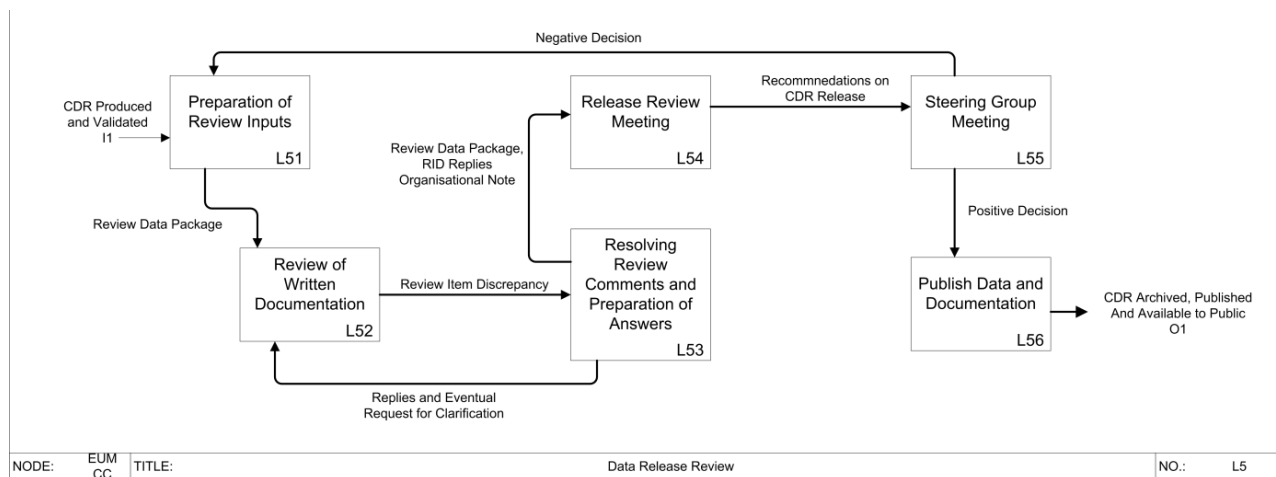 Negative Decision
CDR Produced
and Validated
I1
Preparation of
Review Inputs
L51
Release Review
Meeting
L54
Recommnedations on
CDR Release
Steering Group
Meeting
L55
Review Data Package,
RID Replies
Organisational Note
Review Data Package
Positive Decision
Review of
Written
Documentation
L52
Review Item Discrepancy
Resolving
Review
Comments and
Preparation of
Answers
L53
Publish Data and
Documentation
L56
CDR Archived, Published
And Available to Public
O1
Replies and Eventual
Request for Clarification
NODE:
EUM
CC
TITLE:
Data Release Review
NO.:
L5